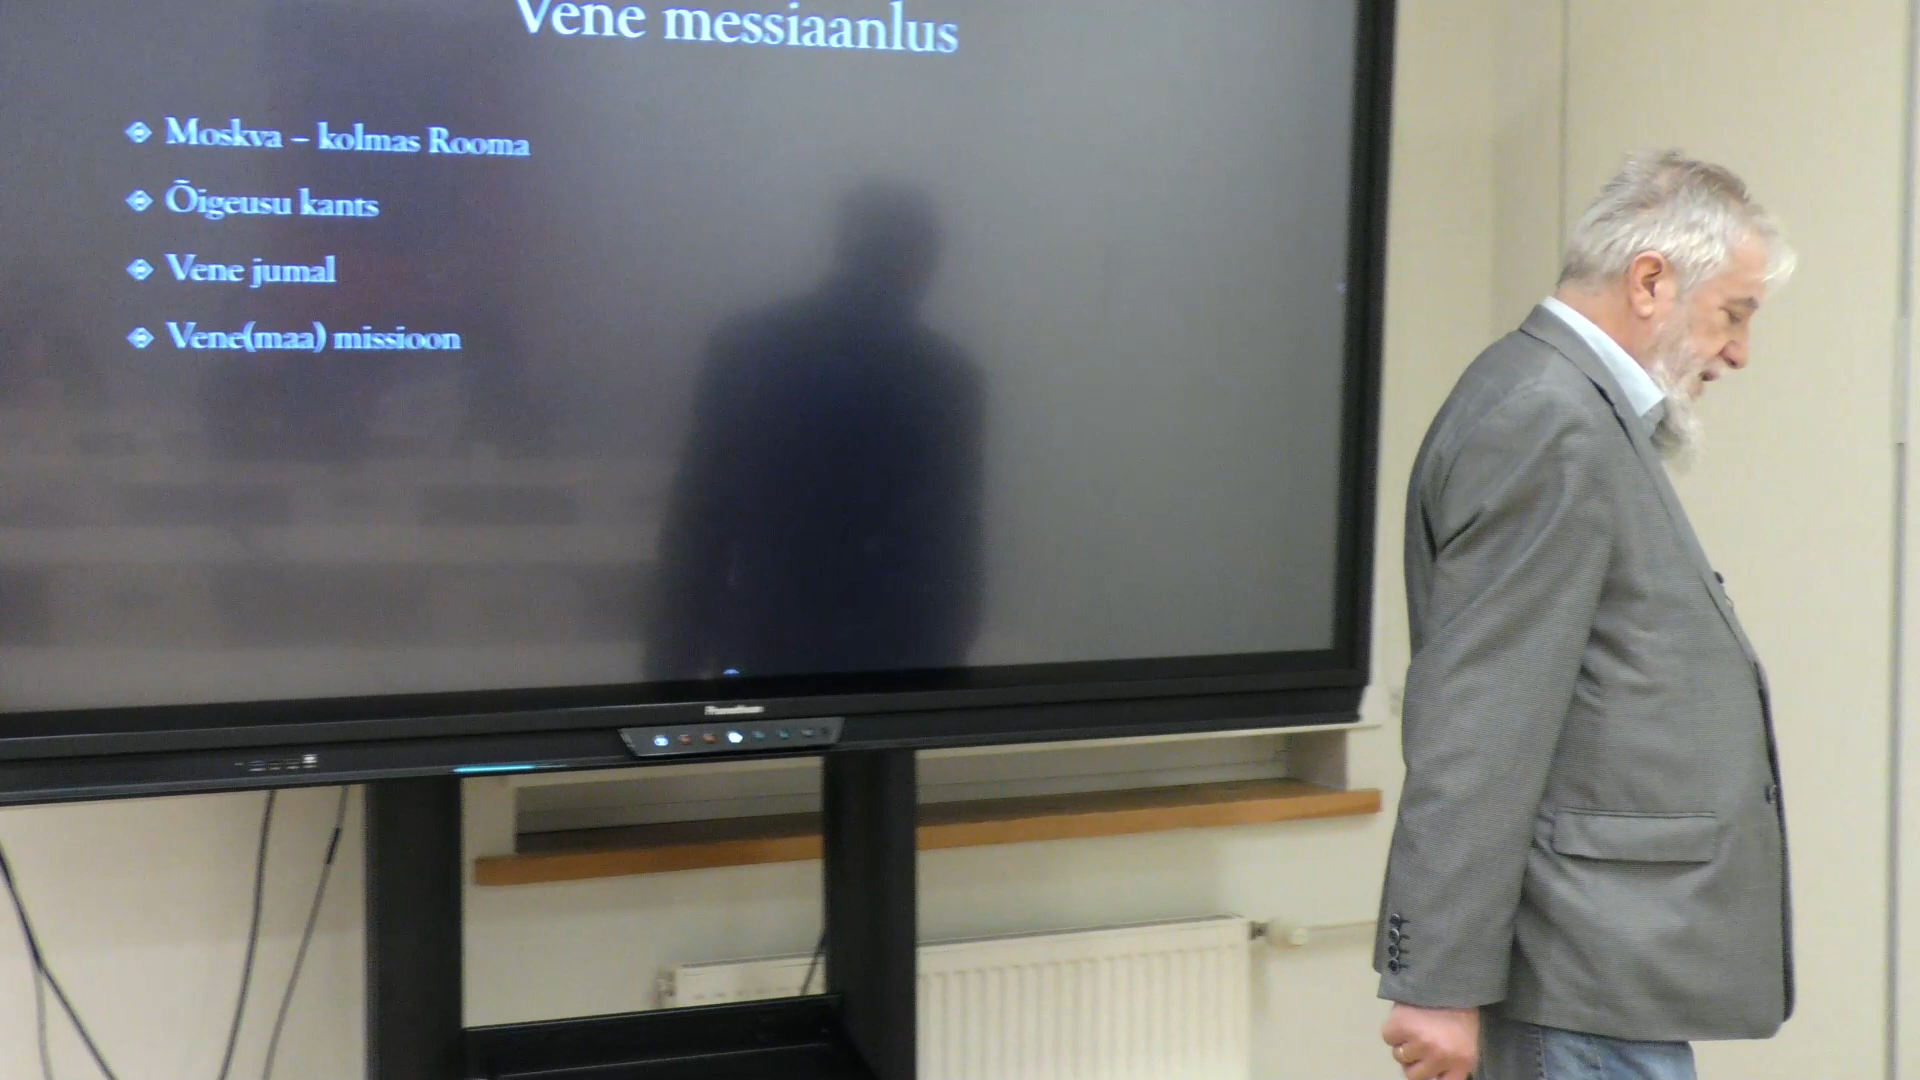 Vene messiaanlus
Moskva – kolmas Rooma
Õigeusu kants
Vene jumal
Vene(maa) missioon